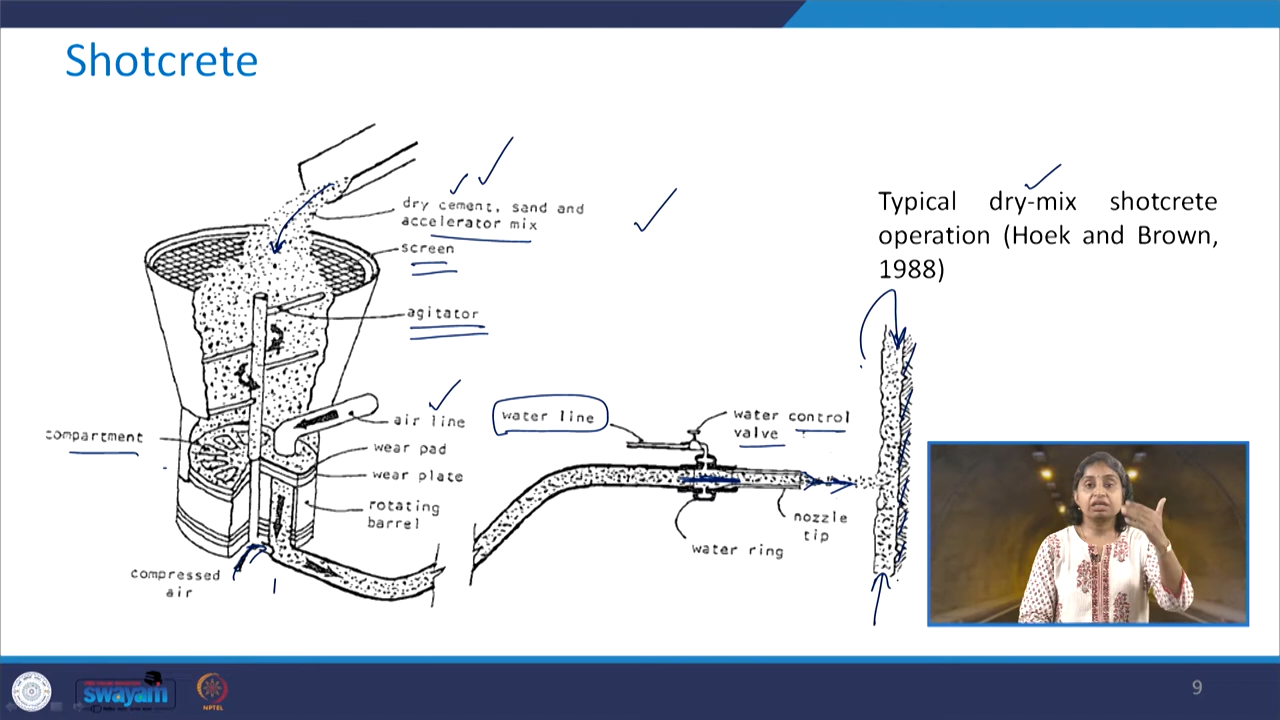 Shotcrete
dry cement, sand and
accelerator mix
screen
agitator
air line
compartment
wear pad
wear plate
rotating
barrel
compressed
air
water line
water control
valve
nozzle
tip
water ring
Typical dry-mix shotcrete
operation (Hoek and Brown,
1988)
swayam
NPTEL
9